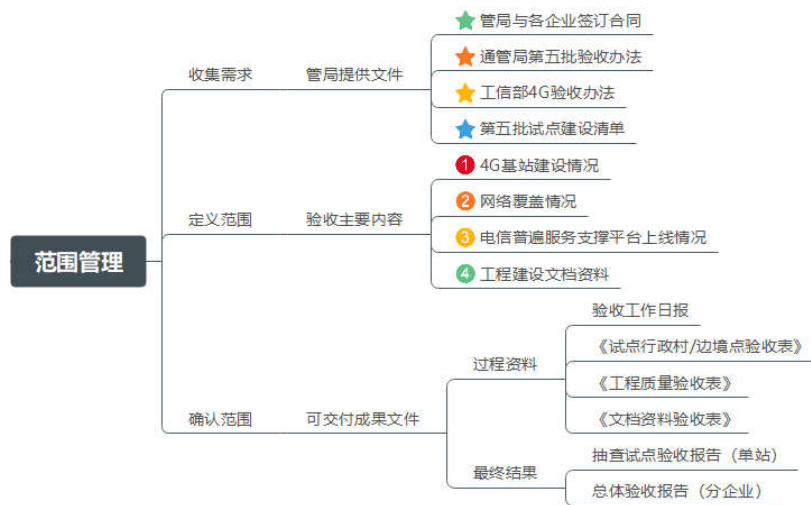 范围管理
收集需求
管局提供文件
管局与各企业签订合同
通管局第五批验收办法
工信部4G验收办法
第五批试点建设清单
定义范围
验收主要内容
1 4G基站建设情况
2 网络覆盖情况
3 电信普遍服务支撑平台上线情况
4 工程建设文档资料
确认范围
可交付成果文件
过程资料
验收工作日报
《试点行政村/边境点验收表》
《工程质量验收表》
《文档资料验收表》
最终结果
抽查试点验收报告（单站）
总体验收报告（分企业）